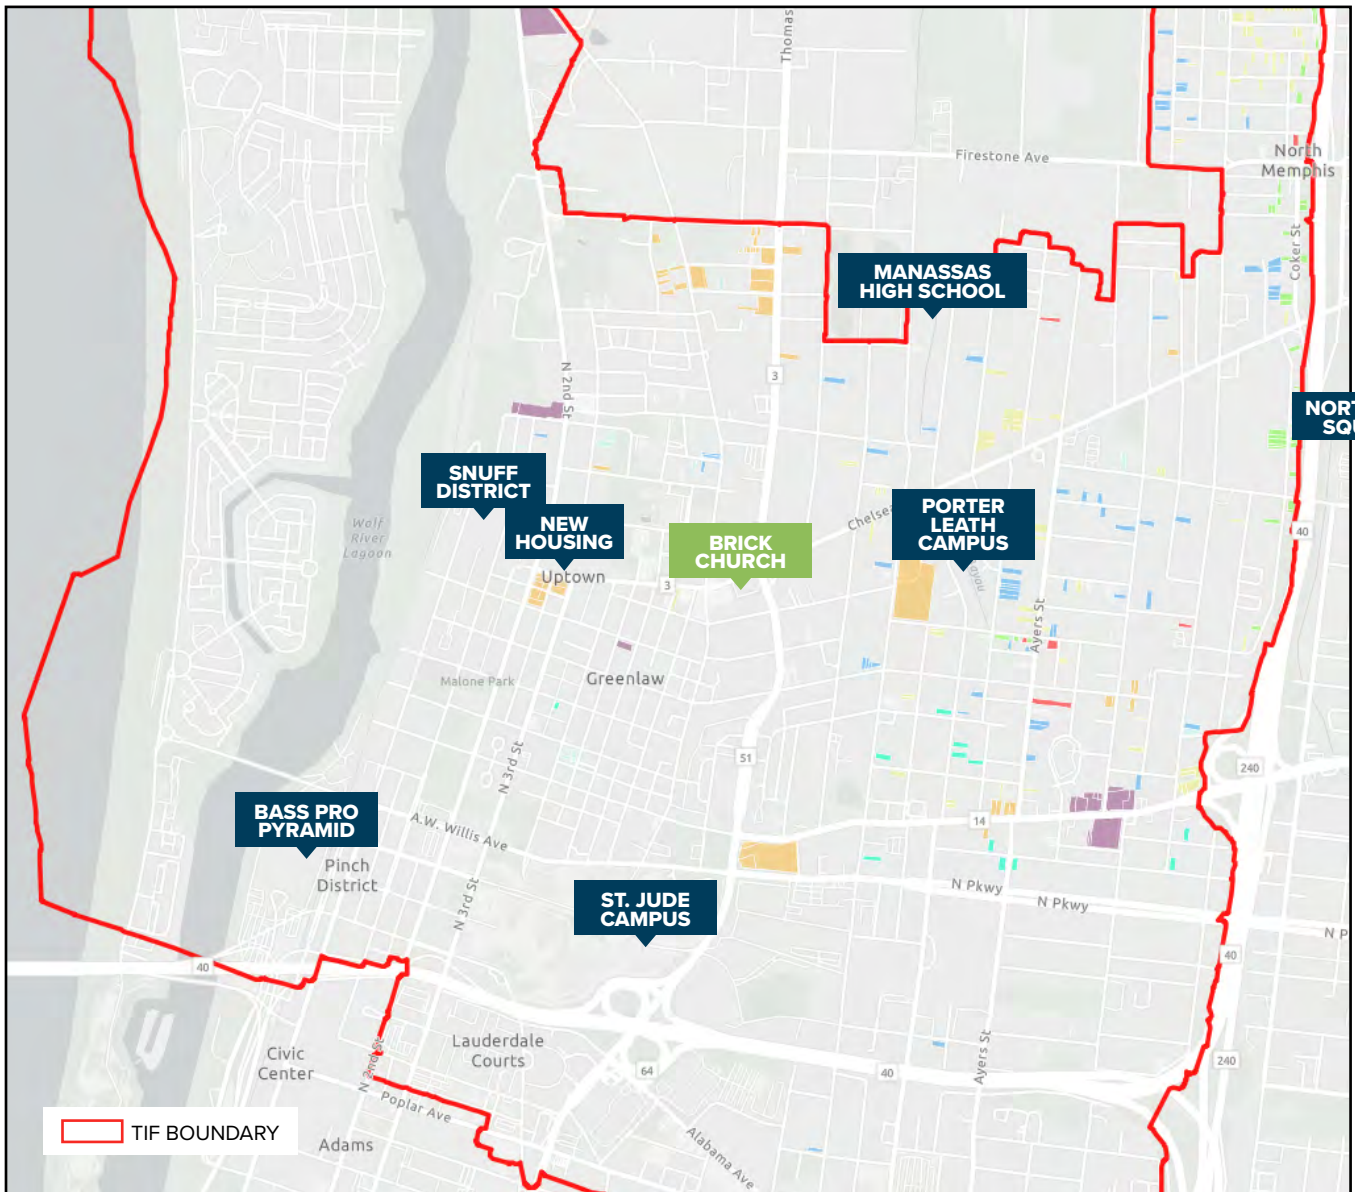 Thomas
Firestone Ave
North
Memphis
Coker St
MANASSAS
HIGH SCHOOL
3
N 2nd St
NORT
SQU
SNUFF
DISTRICT
PORTER
LEATH
CAMPUS
NEW
HOUSING
Chelsea
Wolf
River
Lagoon
BRICK
CHURCH
40
Uptown
3
Bayou
Ayers St
Malone Park
Greenlaw
N 3rd St
51
240
BASS PRO
PYRAMID
A.W. Willis Ave
14
Pinch
District
N 3rd St
ST. JUDE
CAMPUS
N Pkwy
N Pkwy
N P
40
40
Lauderdale
Courts
Civic
Center
N 2nd St
64
40
Ayers St
240
Poplar Ave
TIF BOUNDARY
Adams
Alabama Ave